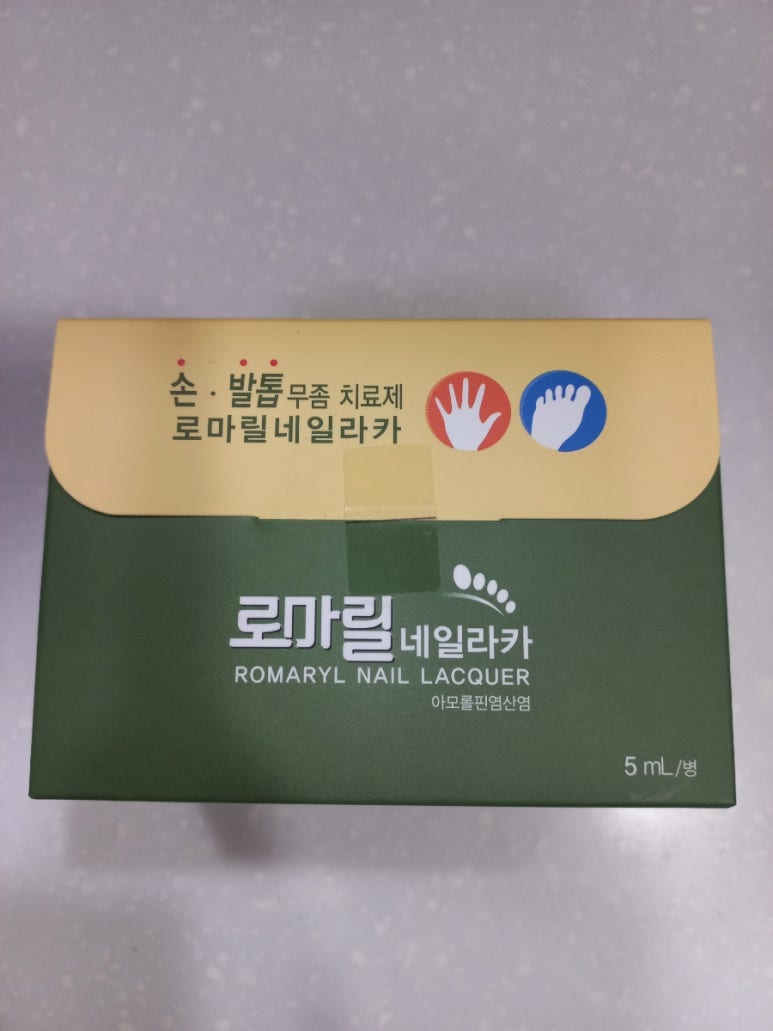 손·발톱 무좀 치료제
로마릴네일라카
로마릴 네일라카
ROMARYL NAIL LACQUER
아모롤핀염산염
5 mL/병